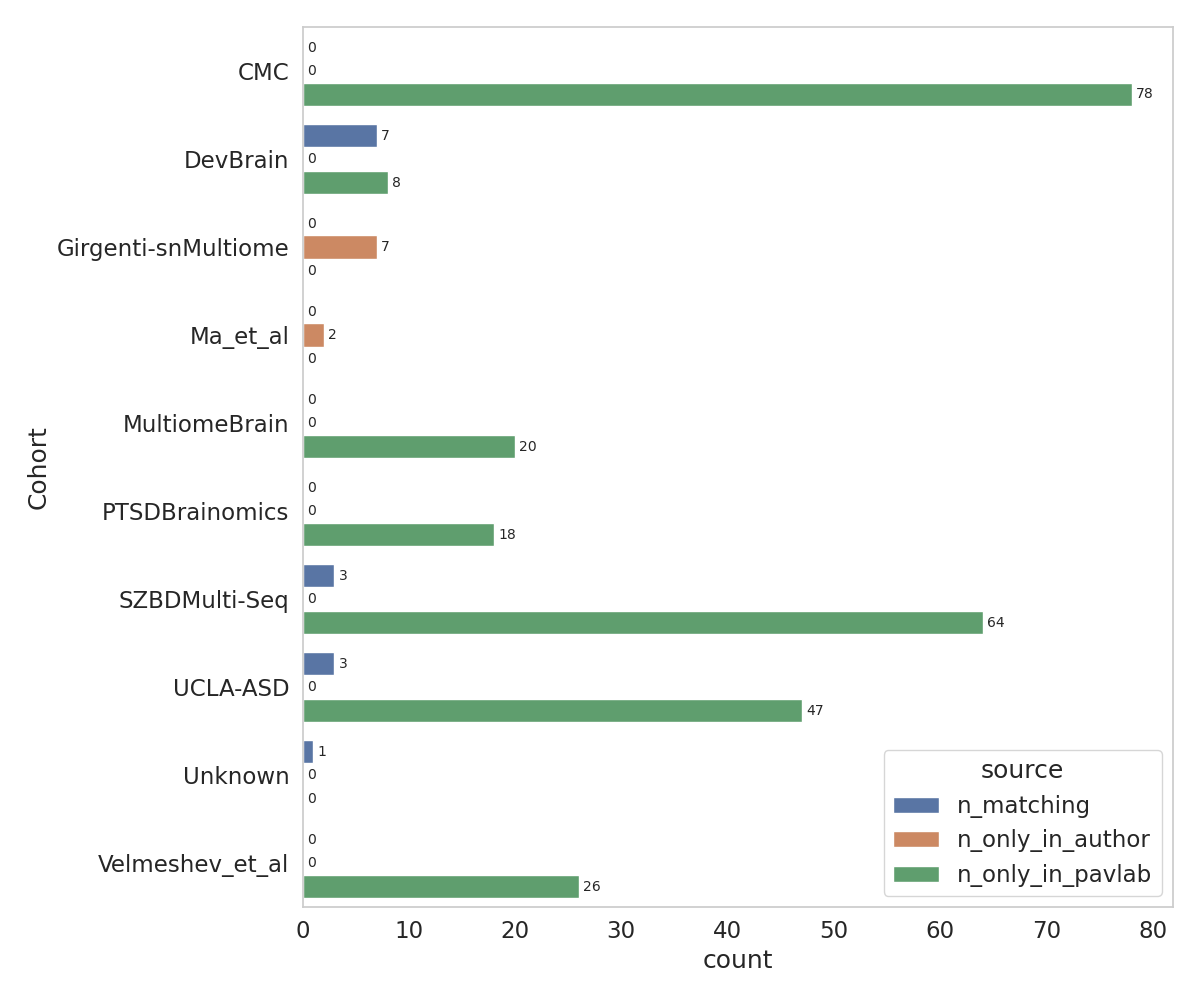 CMC
0
0
78
DevBrain
7
0
8
Girgenti-snMultiome
0
7
0
Ma_et_al
0
2
0
MultiomeBrain
0
0
20
PTSDBrainomics
0
0
18
SZBDMulti-Seq
3
0
64
UCLA-ASD
3
0
47
Unknown
1
0
0
Velmeshev_et_al
0
0
26
Cohort
0 10 20 30 40 50 60 70 80
count
source
n_matching
n_only_in_author
n_only_in_pavlab